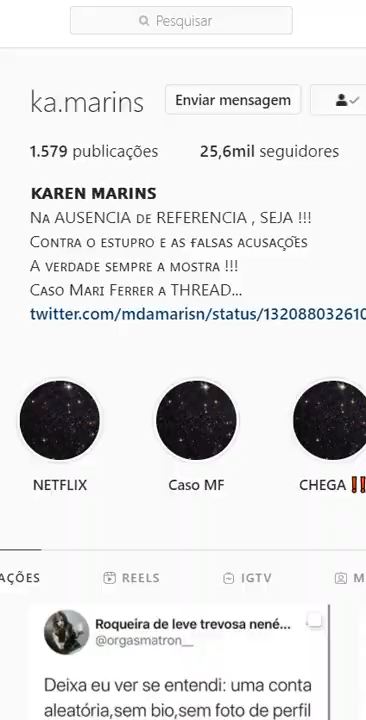 Pesquisar
ka.marins
Enviar mensagem
1.579 publicações
25,6mil seguidores
KAREN MARINS
Na AUSENCIA de REFERENCIA , SEJA !!!
Contra o estupro e as falsas acusações
A verdade sempre a mostra !!!
Caso Mari Ferrer a THREAD...
twitter.com/mdamarisn/status/132088032610
NETFLIX
Caso MF
CHEGA ‼️
AÇÕES
REELS
IGTV
M
Roqueira de leve trevosa nené...
@orgasmatron__
Deixa eu ver se entendi: uma conta
aleatória,sem bio,sem foto de perfil